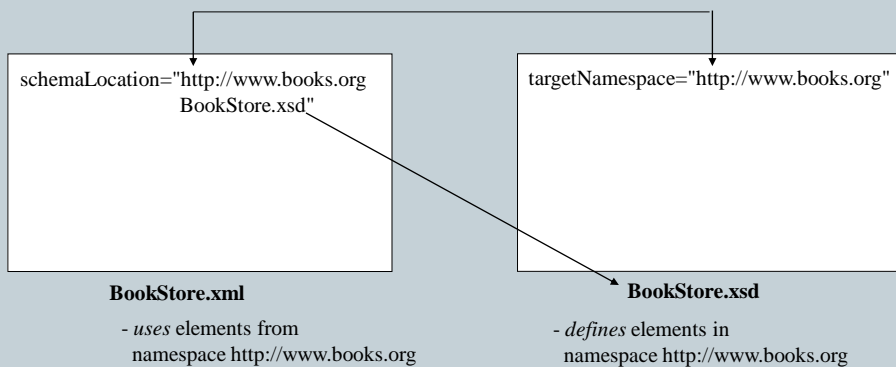 schemaLocation="http://www.books.org
BookStore.xsd"
targetNamespace="http://www.books.org"
BookStore.xml
- uses elements from
namespace http://www.books.org
BookStore.xsd
- defines elements in
namespace http://www.books.org